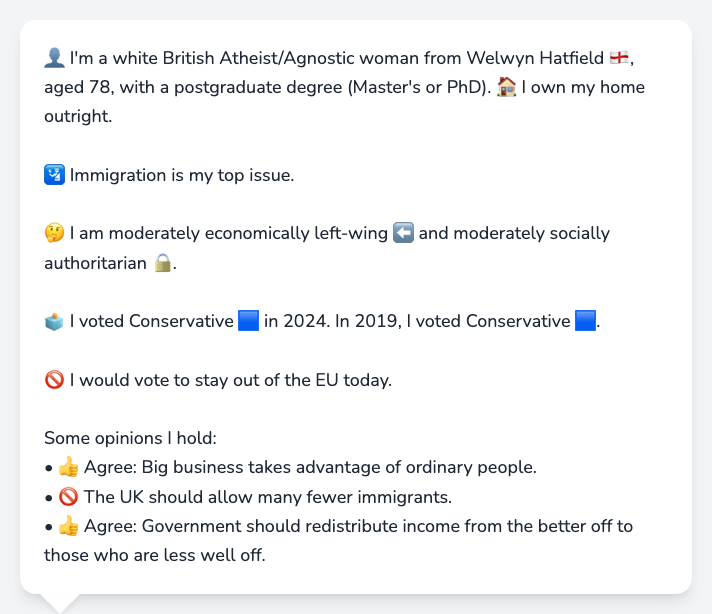 👤 I'm a white British Atheist/Agnostic woman from Welwyn Hatfield 🏴󠁧󠁢󠁥󠁮󠁧󠁿,
aged 78, with a postgraduate degree (Master's or PhD). 🏠 I own my home
outright.
🛂 Immigration is my top issue.
🤔 I am moderately economically left-wing ⬅️ and moderately socially
authoritarian 🔒.
🗳️ I voted Conservative 🟦 in 2024. In 2019, I voted Conservative 🟦.
🚫 I would vote to stay out of the EU today.
Some opinions I hold:
• 👍 Agree: Big business takes advantage of ordinary people.
• 🚫 The UK should allow many fewer immigrants.
• 👍 Agree: Government should redistribute income from the better off to
those who are less well off.